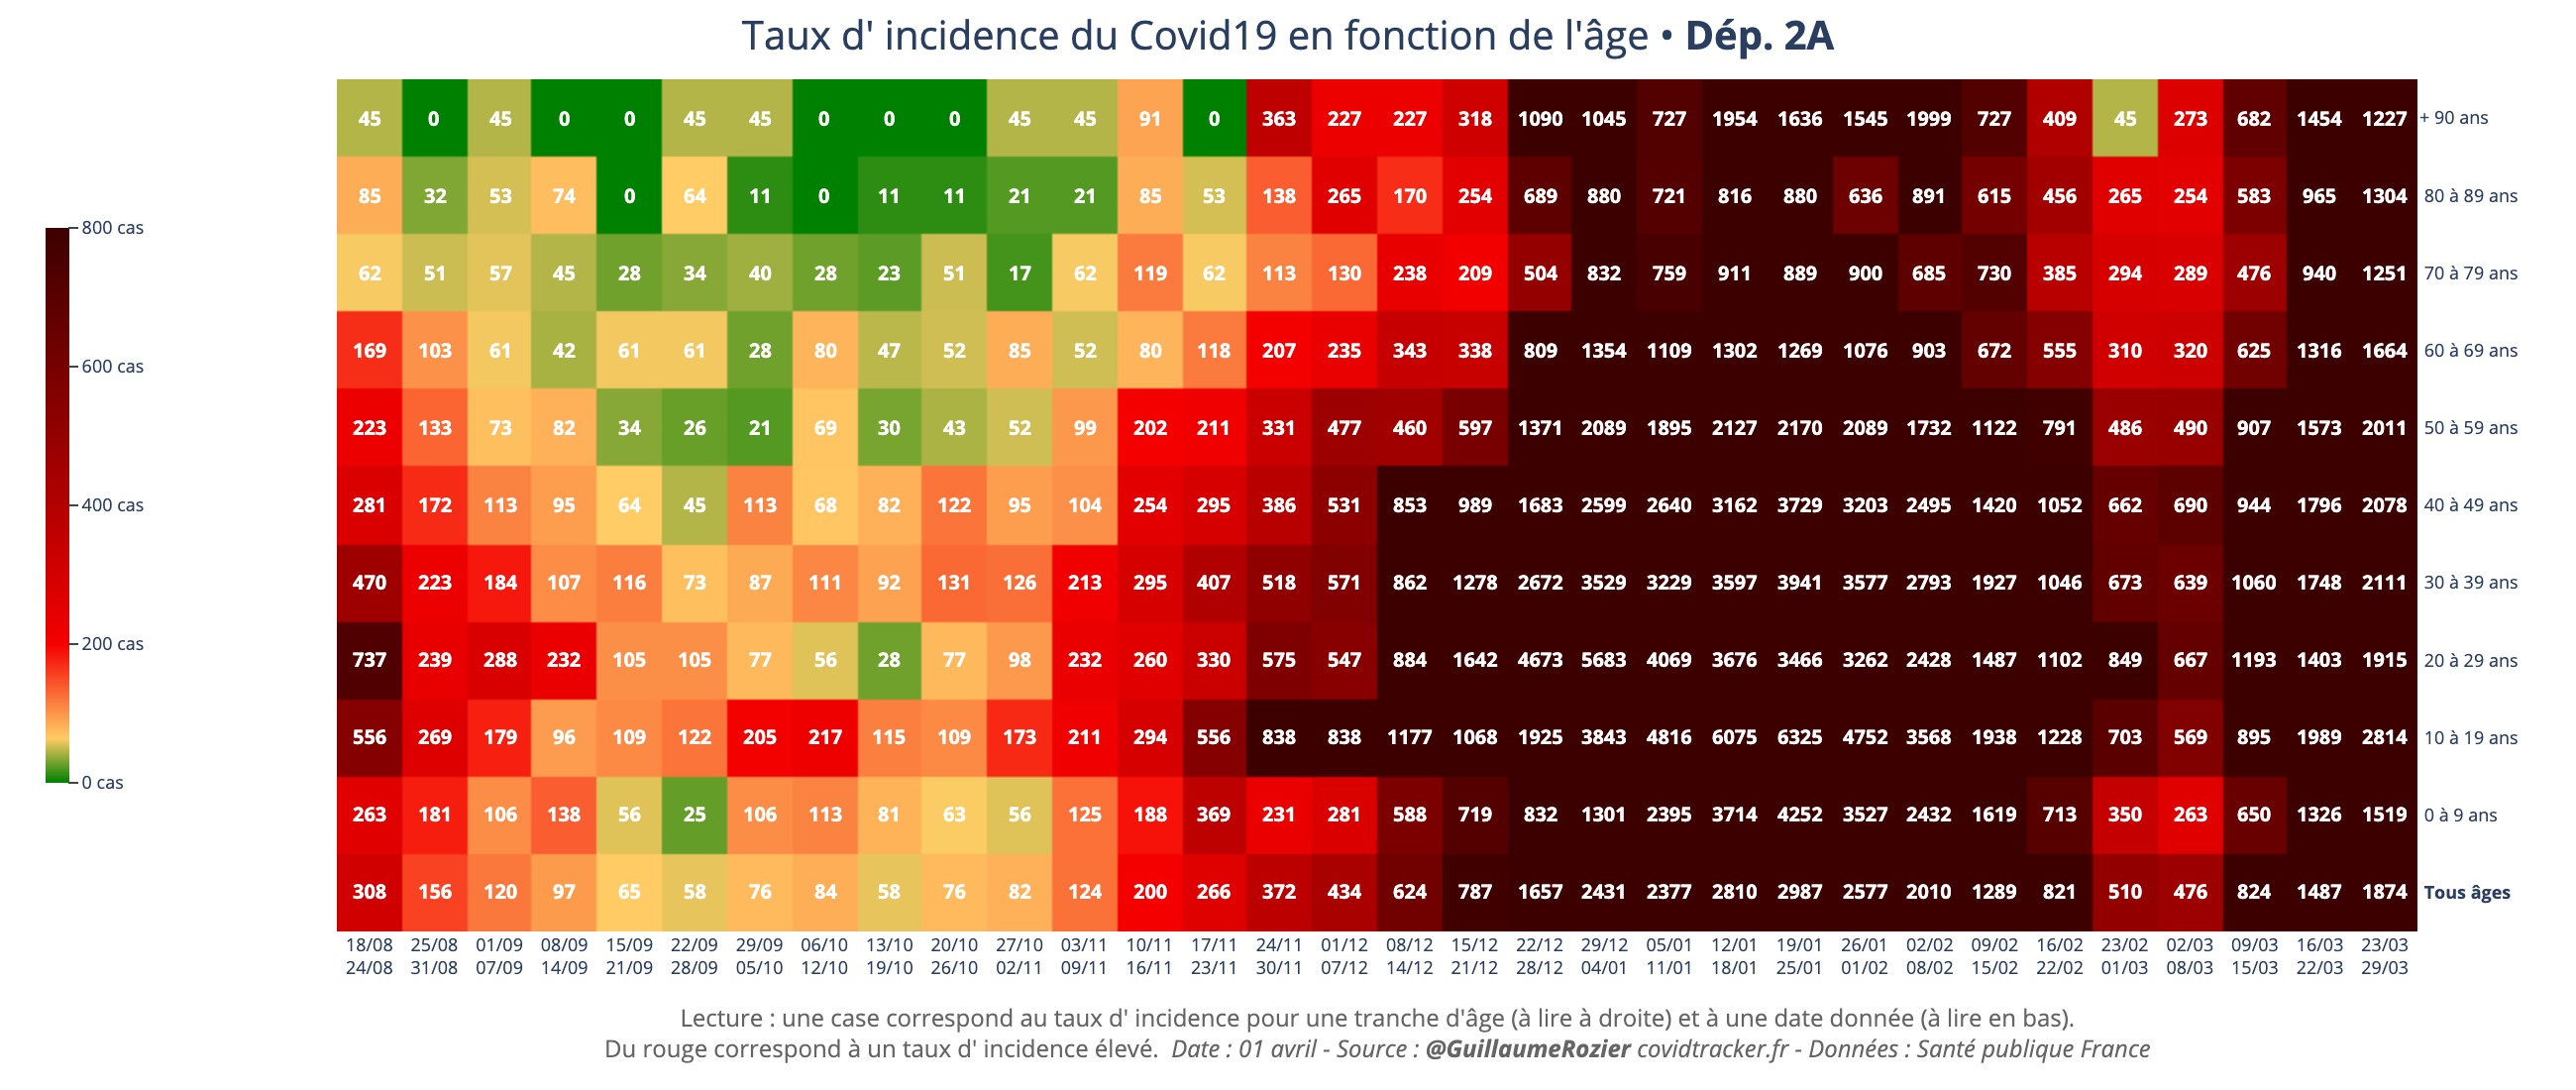 Taux d' incidence du Covid19 en fonction de l'âge • Dép. 2A
45 0 45 0 0 45 45 0 0 0 45 45 91 0 363 227 227 318 1090 1045 727 1954 1636 1545 1999 727 409 45 273 682 1454 1227 + 90 ans
85 32 53 74 0 64 11 0 11 11 21 21 85 53 138 265 170 254 689 880 721 816 880 636 891 615 456 265 254 583 965 1304 80 à 89 ans
62 51 57 45 28 34 40 28 23 51 17 62 119 62 113 130 238 209 504 832 759 911 889 900 685 730 385 294 289 476 940 1251 70 à 79 ans
169 103 61 42 61 61 28 80 47 52 85 52 80 118 207 235 343 338 809 1354 1109 1302 1269 1076 903 672 555 310 320 625 1316 1664 60 à 69 ans
223 133 73 82 34 26 21 69 30 43 52 99 202 211 331 477 460 597 1371 2089 1895 2127 2170 2089 1732 1122 791 486 490 907 1573 2011 50 à 59 ans
281 172 113 95 64 45 113 68 82 122 95 104 254 295 386 531 853 989 1683 2599 2640 3162 3729 3203 2495 1420 1052 662 690 944 1796 2078 40 à 49 ans
470 223 184 107 116 73 87 111 92 131 126 213 295 407 518 571 862 1278 2672 3529 3229 3597 3941 3577 2793 1927 1046 673 639 1060 1748 2111 30 à 39 ans
737 239 288 232 105 105 77 56 28 77 98 232 260 330 575 547 884 1642 4673 5683 4069 3676 3466 3262 2428 1487 1102 849 667 1193 1403 1915 20 à 29 ans
556 269 179 96 109 122 205 217 115 109 173 211 294 556 838 838 1177 1068 1925 3843 4816 6075 6325 4752 3568 1938 1228 703 569 895 1989 2814 10 à 19 ans
263 181 106 138 56 25 106 113 81 63 56 125 188 369 231 281 588 719 832 1301 2395 3714 4252 3527 2432 1619 713 350 263 650 1326 1519 0 à 9 ans
308 156 120 97 65 58 76 84 58 76 82 124 200 266 372 434 624 787 1657 2431 2377 2810 2987 2577 2010 1289 821 510 476 824 1487 1874 Tous âges
18/08 25/08 01/09 08/09 15/09 22/09 29/09 06/10 13/10 20/10 27/10 03/11 10/11 17/11 24/11 01/12 08/12 15/12 22/12 29/12 05/01 12/01 19/01 26/01 02/02 09/02 16/02 23/02 02/03 09/03 16/03 23/03
24/08 31/08 07/09 14/09 21/09 28/09 05/10 12/10 19/10 26/10 02/11 09/11 16/11 23/11 30/11 07/12 14/12 21/12 28/12 04/01 11/01 18/01 25/01 01/02 08/02 15/02 22/02 01/03 08/03 15/03 22/03 29/03
800 cas
600 cas
400 cas
200 cas
0 cas
Lecture : une case correspond au taux d' incidence pour une tranche d'âge (à lire à droite) et à une date donnée (à lire en bas).
Du rouge correspond à un taux d' incidence élevé. Date : 01 avril - Source : @GuillaumeRozier covidtracker.fr - Données : Santé publique France